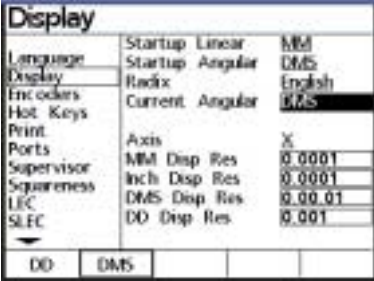 Display
Language
Display
Encoders
Hot Keys
Print
Ports
Supervisor
Squareness
LEC
SLEC
Startup Linear MM
Startup Angular DMS
Radix English
Current Angular DMS
Axis X
MM Disp Res 0.0001
Inch Disp Res 0.0001
DMS Disp Res 0.00.01
DD Disp Res 0.001
DD DMS